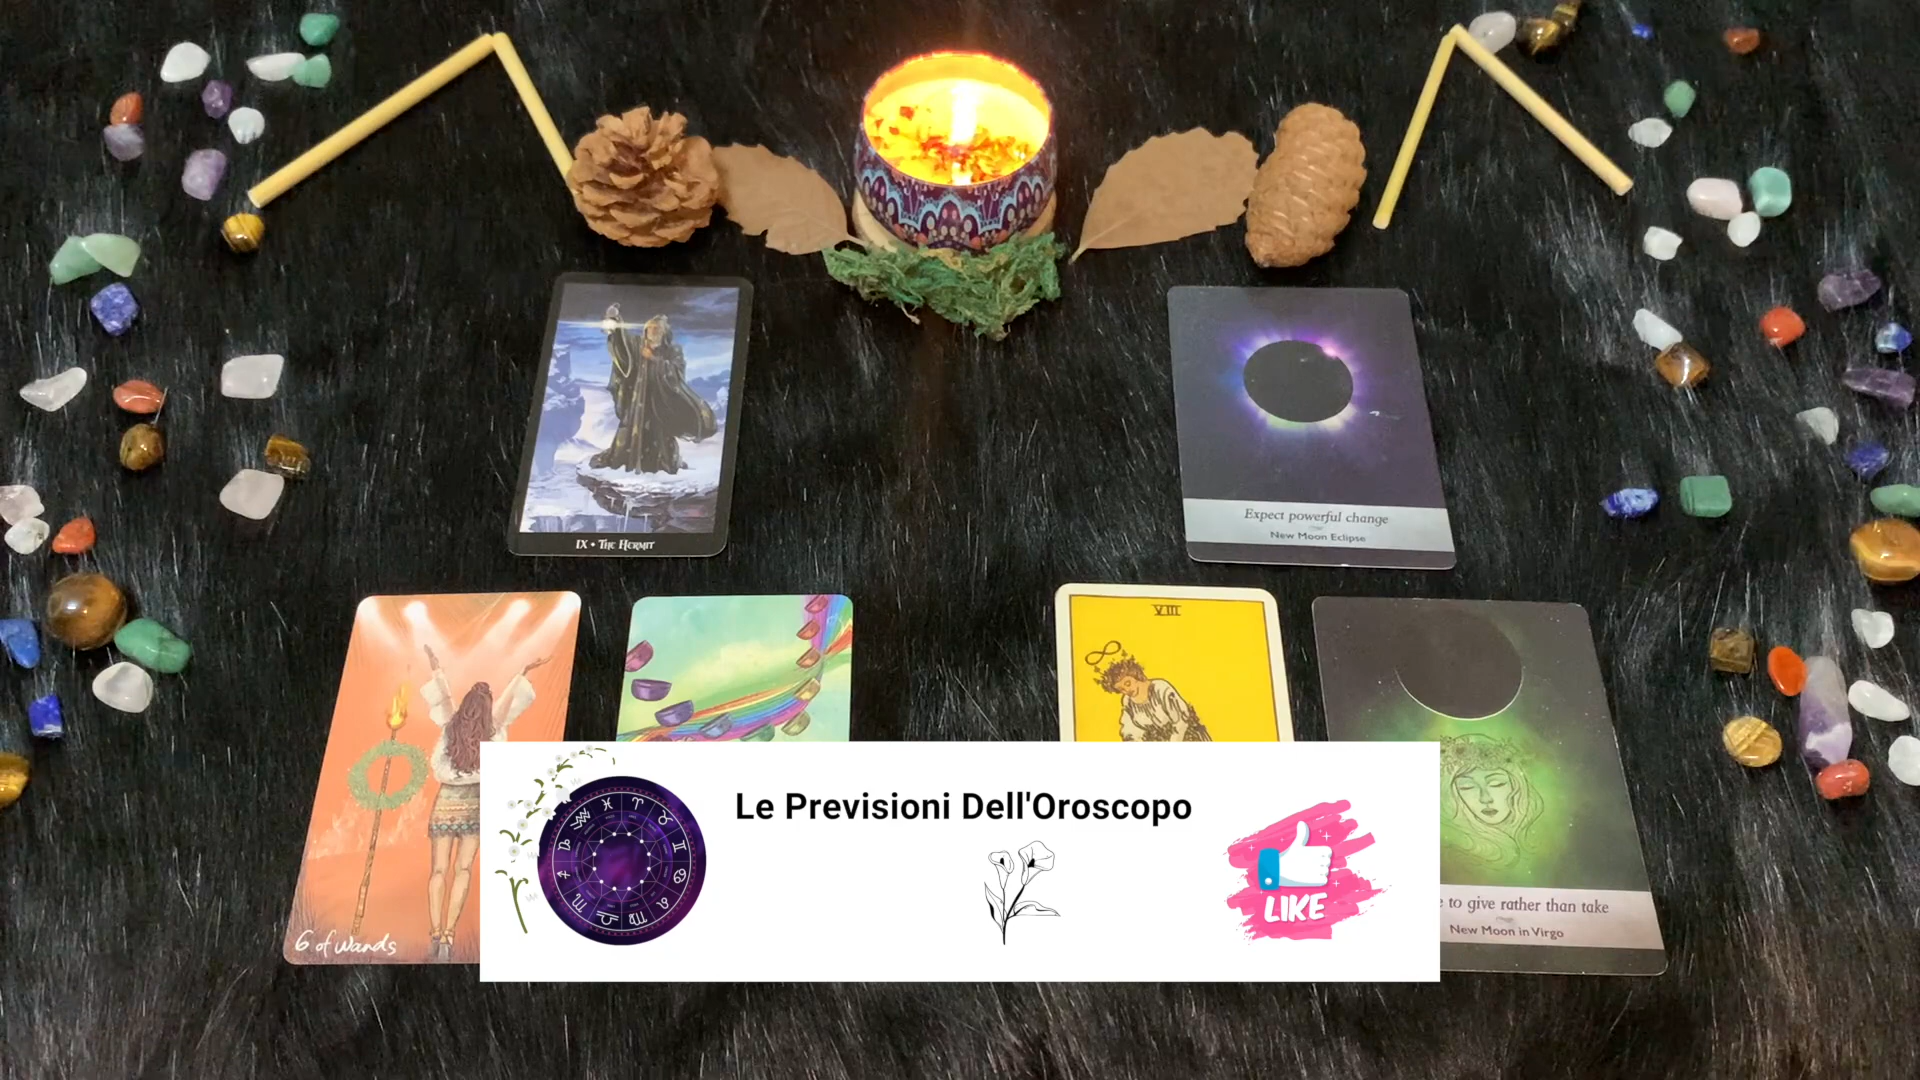 IX • The Hermit
Expect powerful change
New Moon Eclipse
VIII
6 of wands
Le Previsioni Dell'Oroscopo
LIKE
to give rather than take
New Moon in Virgo